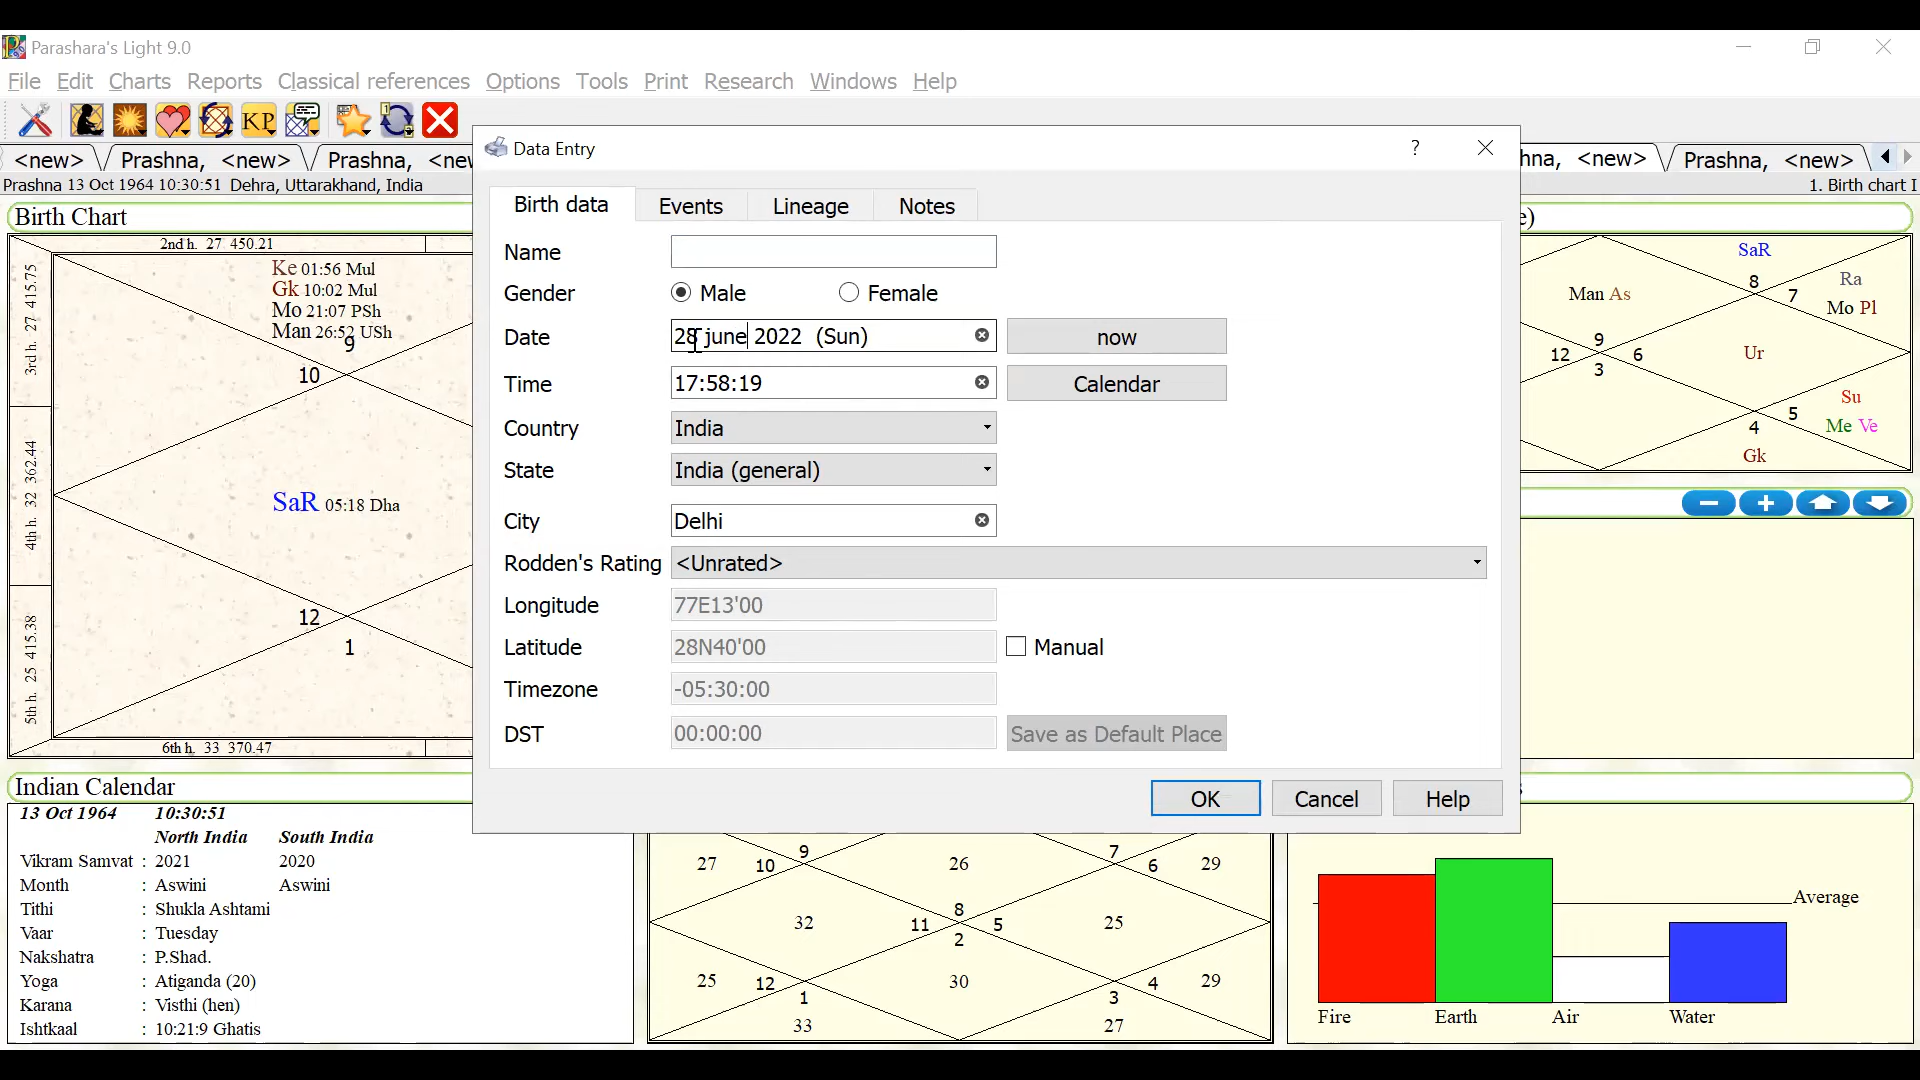 Parashara's Light 9.0
File Edit Charts Reports Classical references Options Tools Print Research Windows Help
KP
<new> Prashna, <new> Prashna, <new
hna, <new> Prashna, <new>
Prashna 13 Oct 1964 10:30:51 Dehra, Uttarakhand, India
1. Birth chart I
Birth Chart
2nd h. 27 450.21
3rd h. 27 415.75
4th h. 32 362.44
5th h. 25 415.38
6th h. 33 370.47
Ke 01:56 Mul
Gk 10:02 Mul
Mo 21:07 PSh
Man 26:52 USh
9
10
SaR 05:18 Dha
12
1
Data Entry
?
Birth data Events Lineage Notes
Name
Gender Male Female
Date 28 june 2022 (Sun) now
Time 17:58:19 Calendar
Country India
State India (general)
City Delhi
Rodden's Rating <Unrated>
Longitude 77E13'00
Latitude 28N40'00 Manual
Timezone -05:30:00
DST 00:00:00 Save as Default Place
OK Cancel Help
e)
SaR
Man As
8
7
Ra
Mo Pl
9
12
6
3
Ur
Su
5
4
Me Ve
Gk
Indian Calendar
13 Oct 1964 10:30:51
North India South India
Vikram Samvat : 2021 2020
Month : Aswini Aswini
Tithi : Shukla Ashtami
Vaar : Tuesday
Nakshatra : P.Shad.
Yoga : Atiganda (20)
Karana : Visthi (hen)
Ishtkaal : 10:21:9 Ghatis
27 10 9 26 7 6 29
32 11 8 5 25
2
25 12 30 4 29
1 3
33 27
Average
Fire Earth Air Water